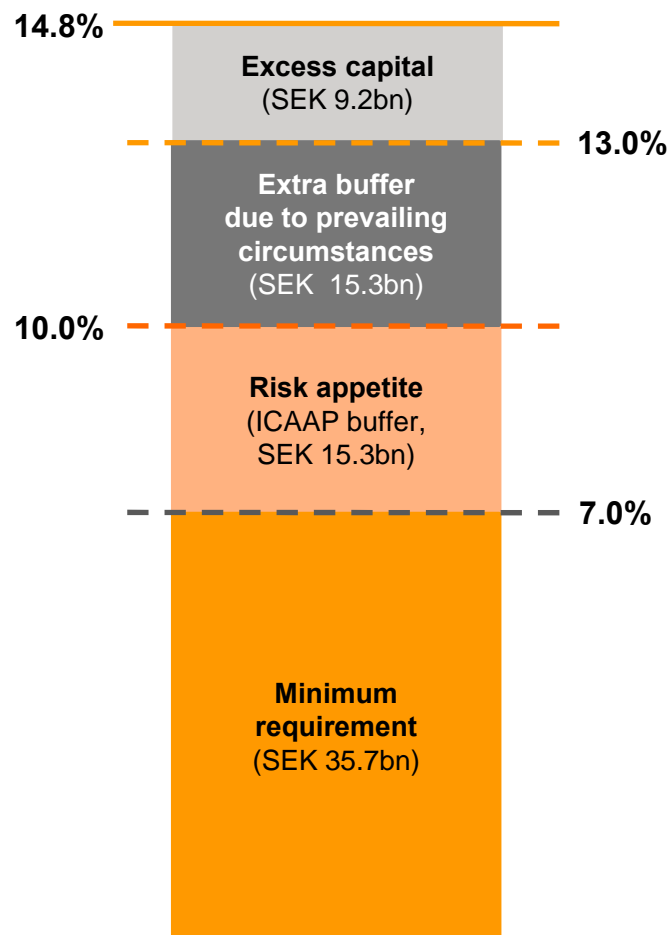 14.8%
Excess capital
(SEK 9.2bn)
13.0%
Extra buffer
due to prevailing
circumstances
(SEK 15.3bn)
10.0%
Risk appetite
(ICAAP buffer,
SEK 15.3bn)
7.0%
Minimum
requirement
(SEK 35.7bn)